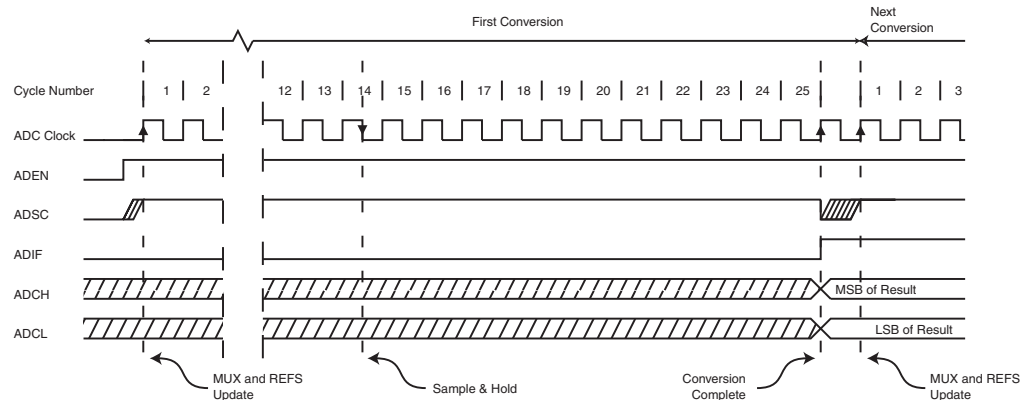 First Conversion
Next
Conversion
Cycle Number 1 2 12 13 14 15 16 17 18 19 20 21 22 23 24 25 1 2 3
ADC Clock
ADEN
ADSC
ADIF
ADCH MSB of Result
ADCL LSB of Result
MUX and REFS
Update
Sample & Hold
Conversion
Complete
MUX and REFS
Update